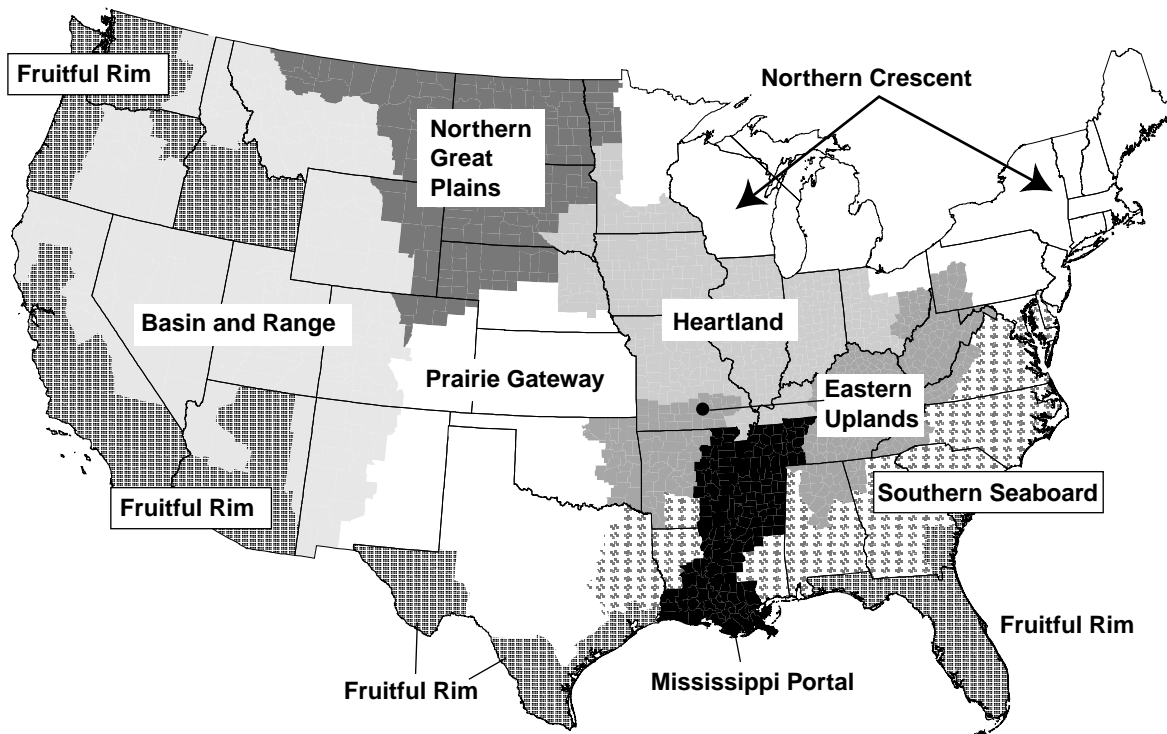 Fruitful Rim
Northern Crescent
Northern
Great
Plains
Basin and Range
Heartland
Prairie Gateway
Eastern
Uplands
Fruitful Rim
Southern Seaboard
Fruitful Rim
Fruitful Rim
Mississippi Portal